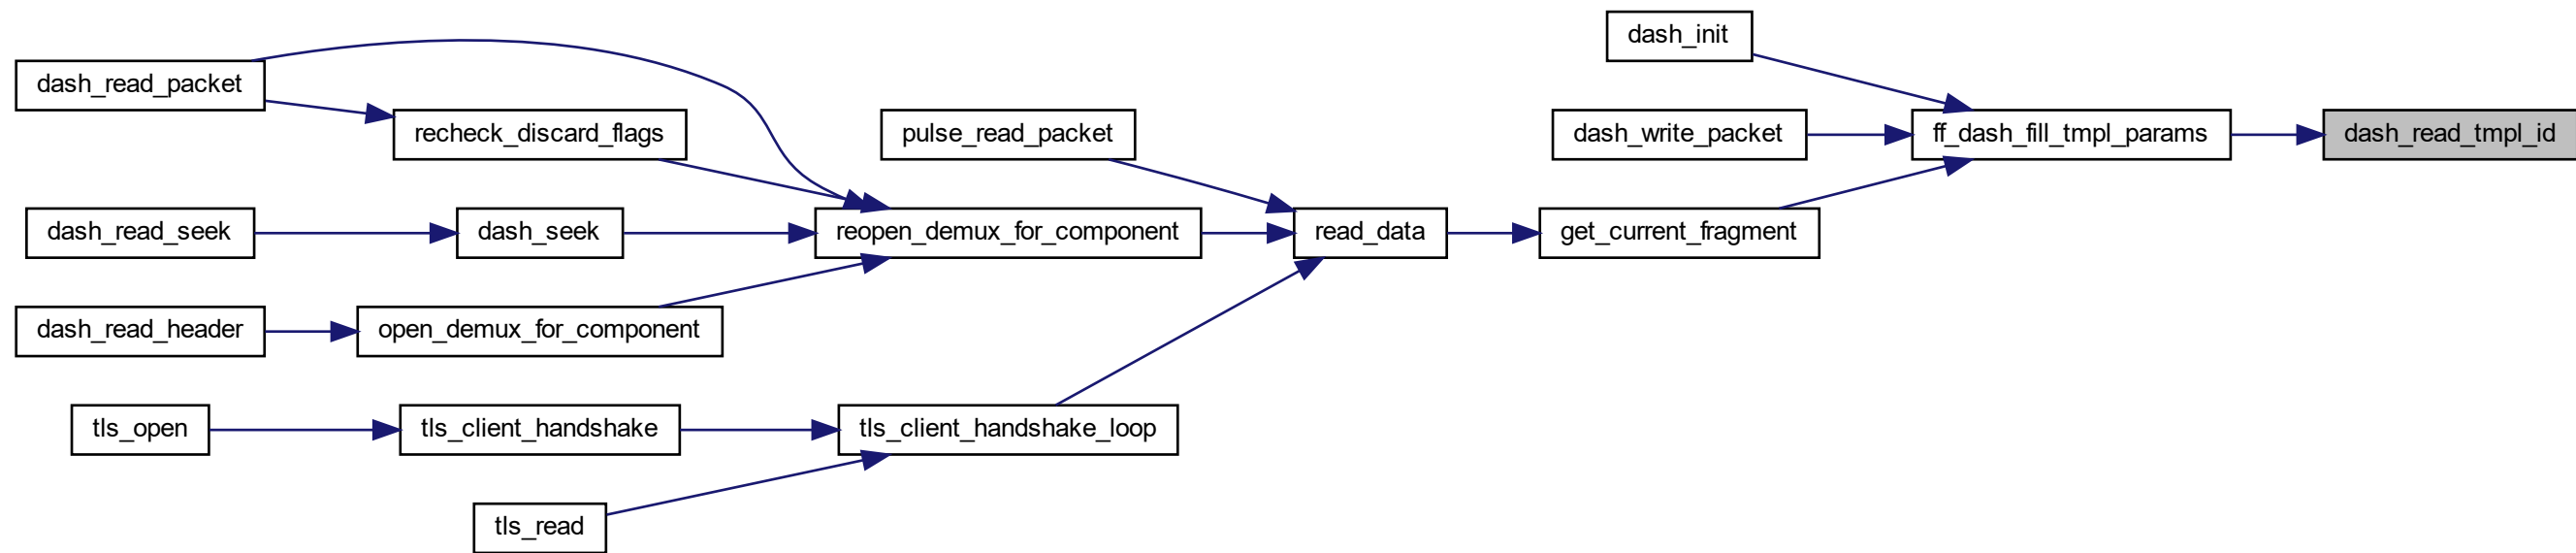 dash_init
dash_read_packet
recheck_discard_flags
pulse_read_packet
dash_write_packet
ff_dash_fill_tmpl_params
dash_read_tmpl_id
dash_read_seek
dash_seek
reopen_demux_for_component
read_data
get_current_fragment
dash_read_header
open_demux_for_component
tls_open
tls_client_handshake
tls_client_handshake_loop
tls_read